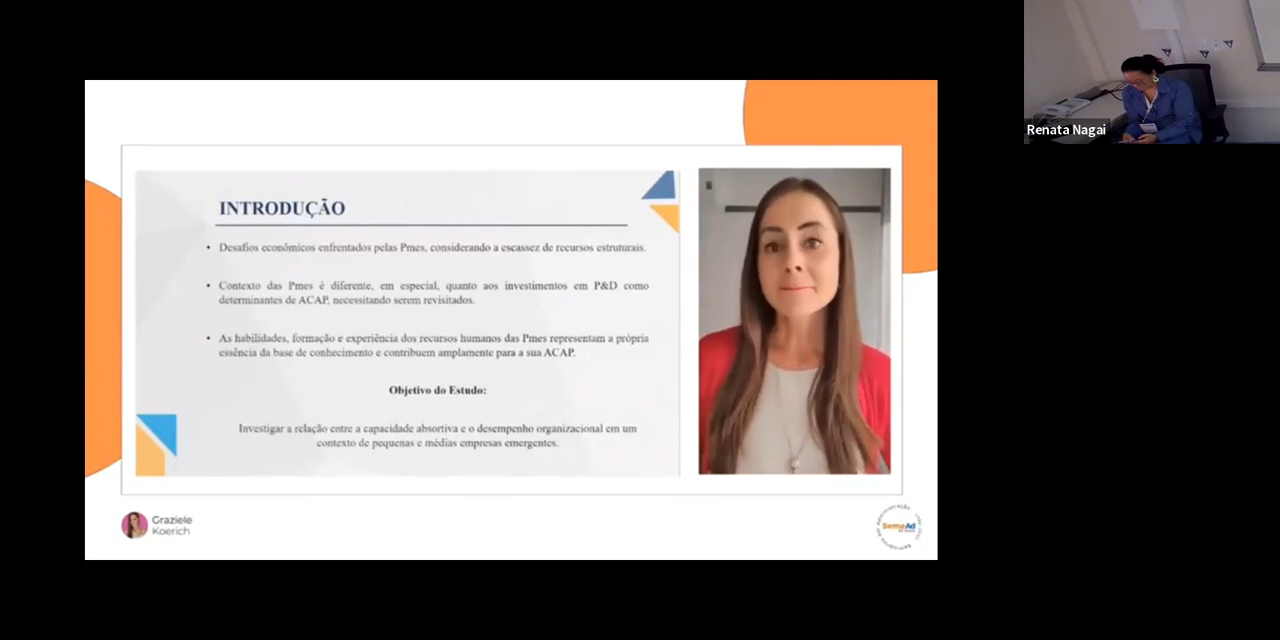 INTRODUÇÃO
• Desafios econômicos enfrentados pelas Pmes, considerando a escassez de recursos estruturais.
• Contexto das Pmes é diferente, em especial, quanto aos investimentos em P&D como
determinantes de ACAP, necessitando serem revisitados.
• As habilidades, formação e experiência dos recursos humanos das Pmes representam a própria
essência da base de conhecimento e contribuem amplamente para a sua ACAP.
Objetivo do Estudo:
Investigar a relação entre a capacidade absortiva e o desempenho organizacional em um
contexto de pequenas e médias empresas emergentes.
Graziele
Koerich
SemeAd
Renata Nagai